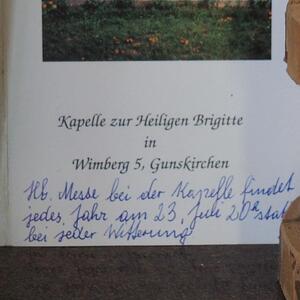 Kapelle zur Heiligen Brigitte
in
Wimberg 5, Gunskirchen
Hl. Messe bei der Kapelle findet
jedes Jahr am 23. Juli 20h statt
bei jeder Witterung